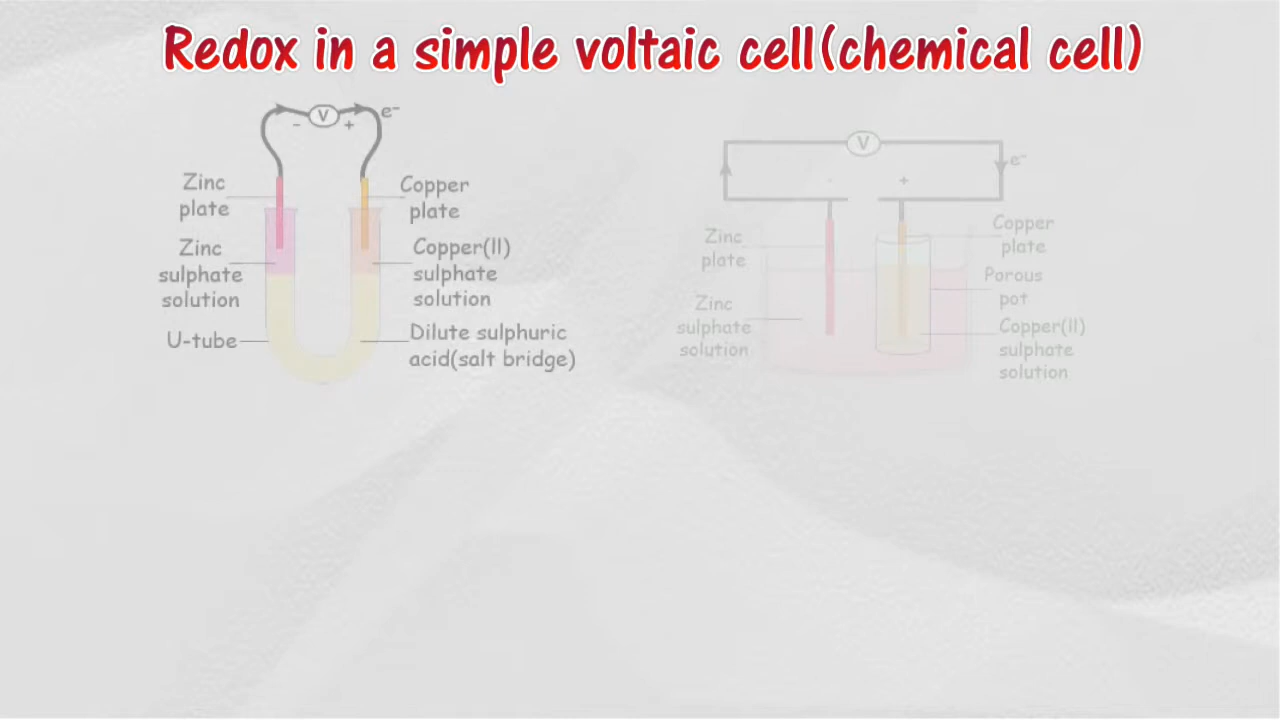 Redox in a simple voltaic cell(chemical cell)
V
e⁻
- +
Zinc
plate
Copper
plate
Zinc
sulphate
solution
Copper(II)
sulphate
solution
U-tube
Dilute sulphuric
acid(salt bridge)
V
e⁻
- +
Zinc
plate
Copper
plate
Porous
pot
Zinc
sulphate
solution
Copper(II)
sulphate
solution